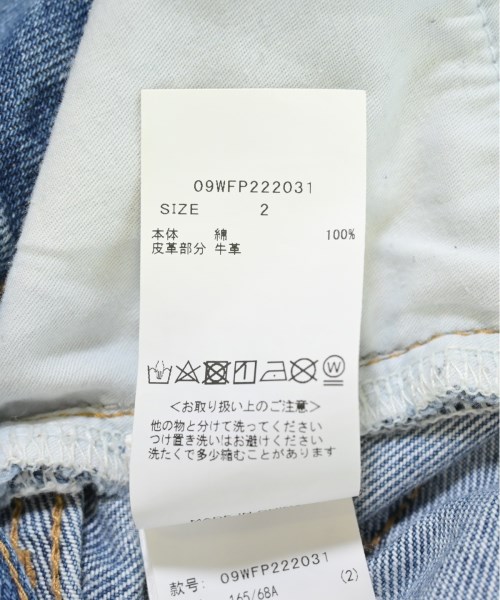 09WFP222031
SIZE 2
本体 綿 100%
皮革部分 牛革
W
<お取り扱い上のご注意>
他の物と分けて洗ってください
つけ置き洗いはお避けください
洗たくで多少縮むことがあります
款号: 09WFP222031
165/68A (2)